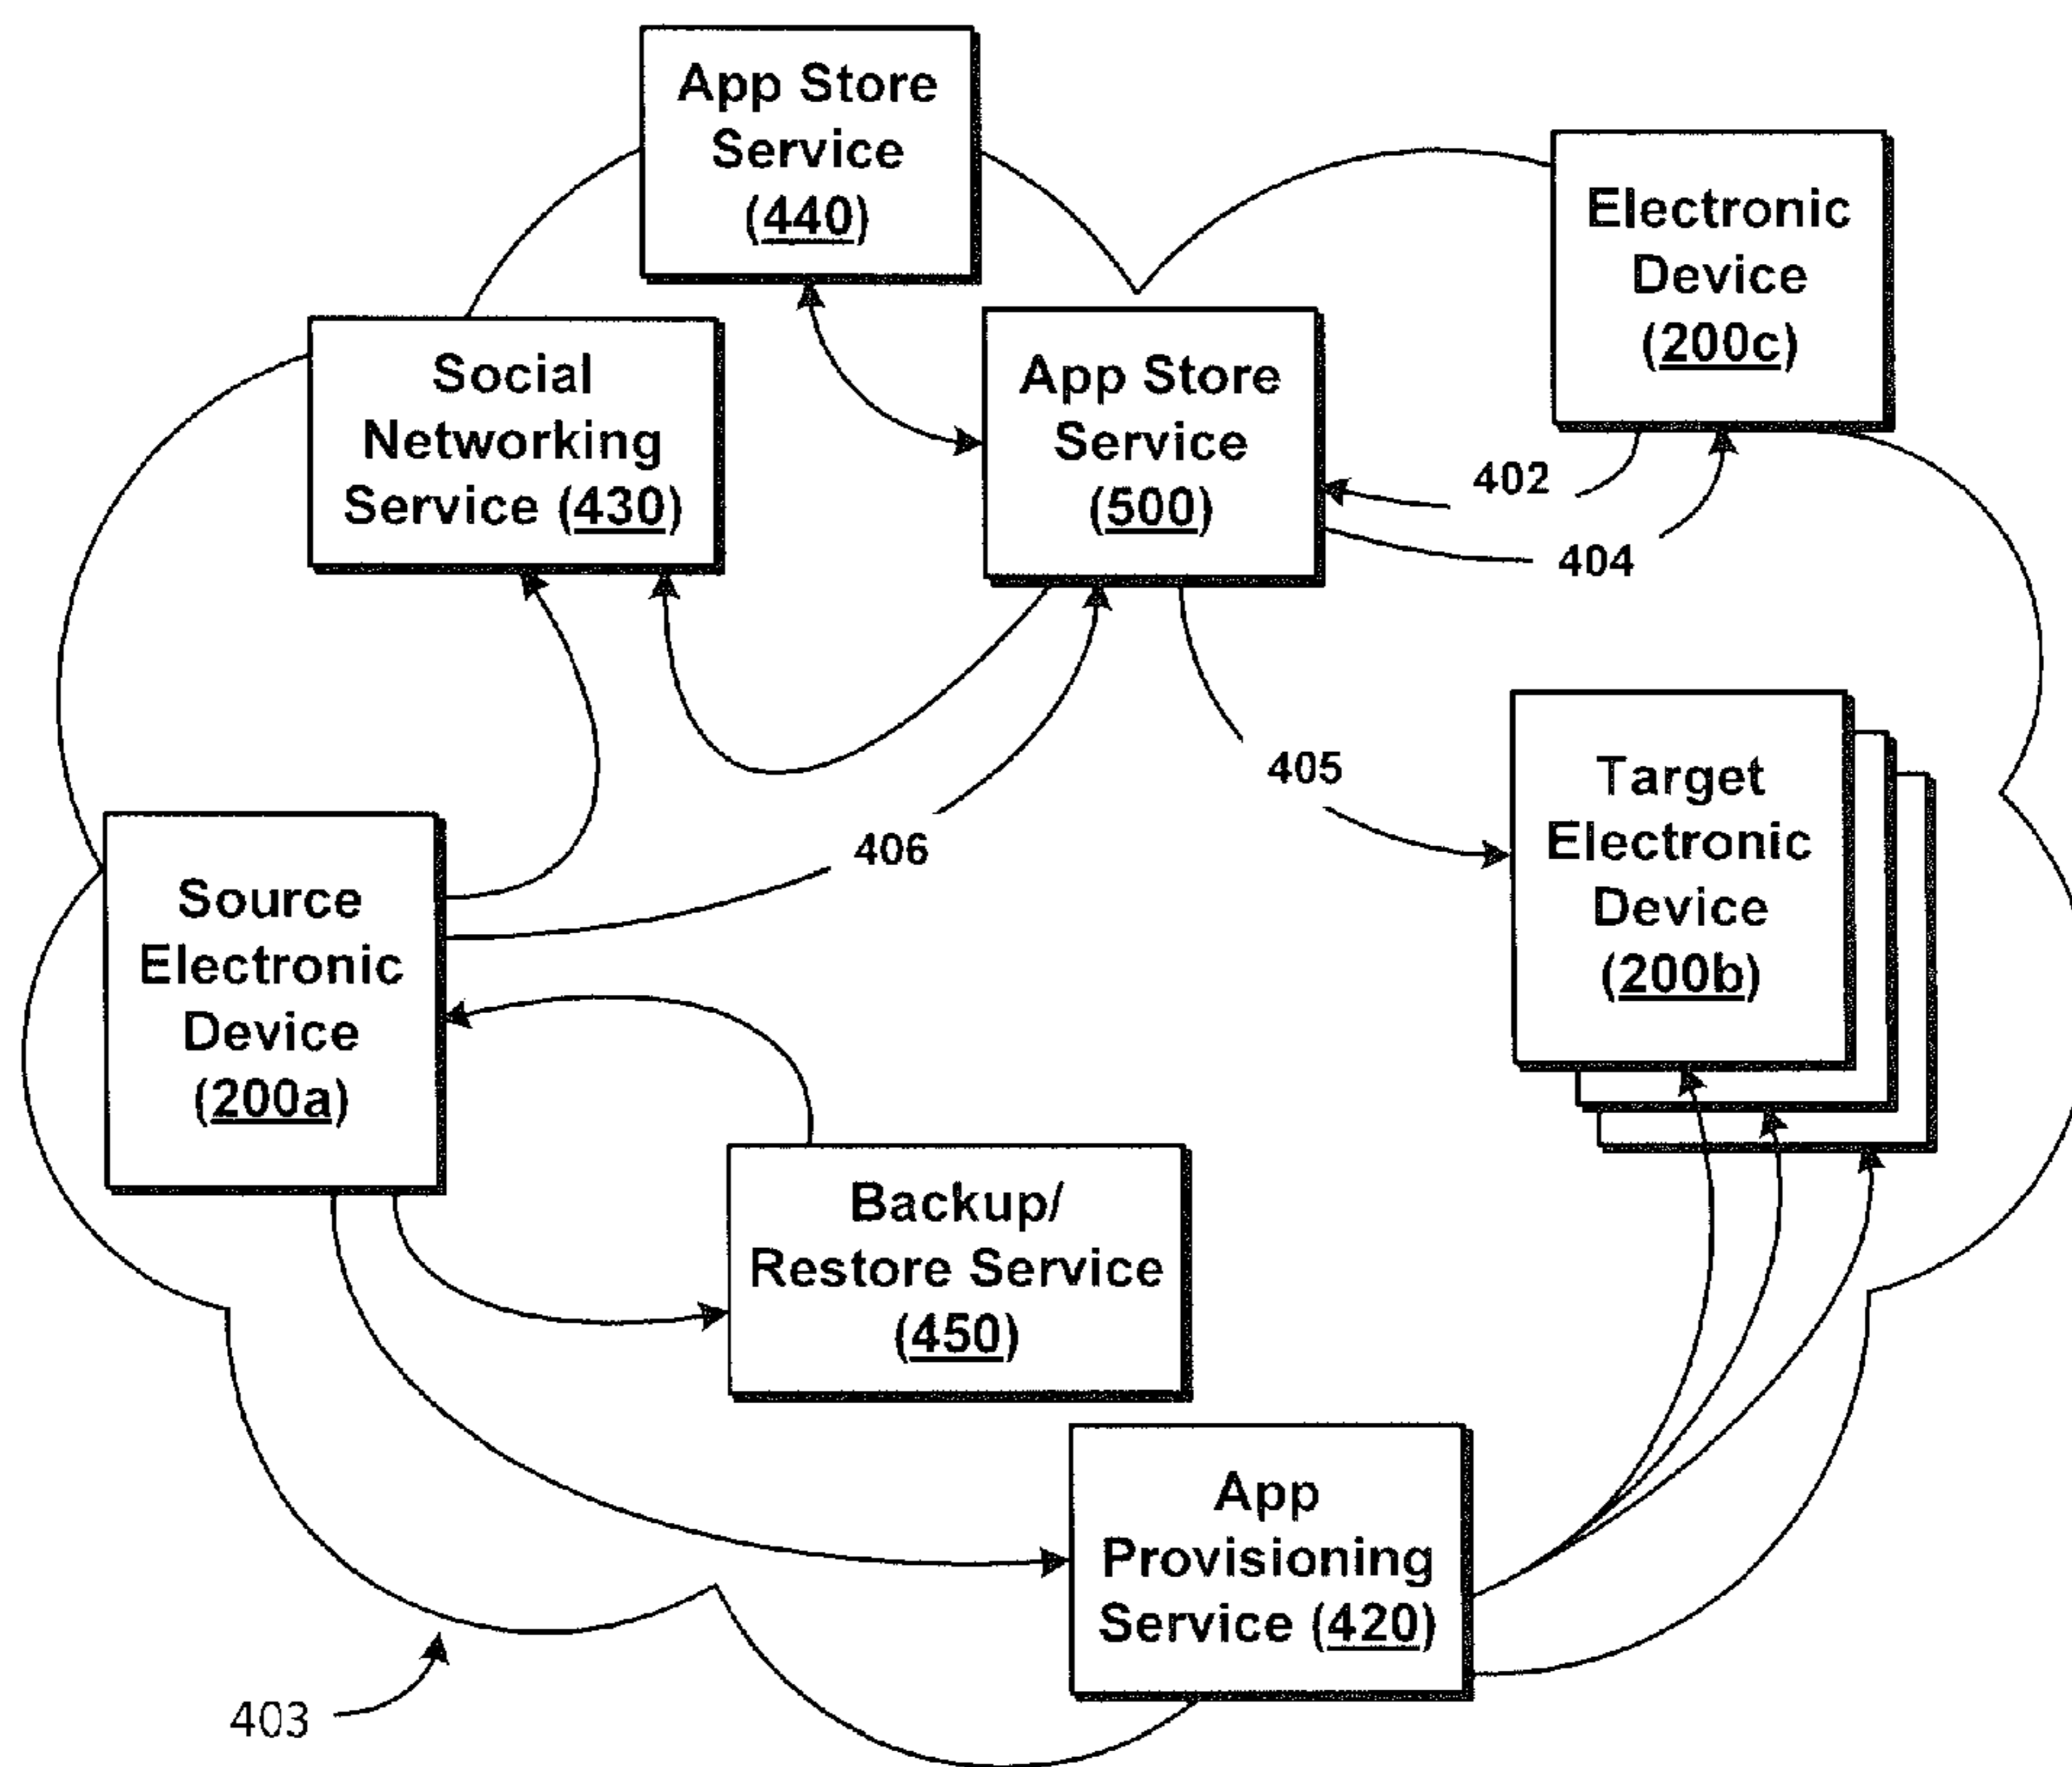 App Store
Service
(440)
Electronic
Device
(200c)
Social
Networking
Service (430)
App Store
Service
(500)
402
404
405
Target
Electronic
Device
(200b)
406
Source
Electronic
Device
(200a)
Backup/
Restore Service
(450)
App
Provisioning
Service (420)
403